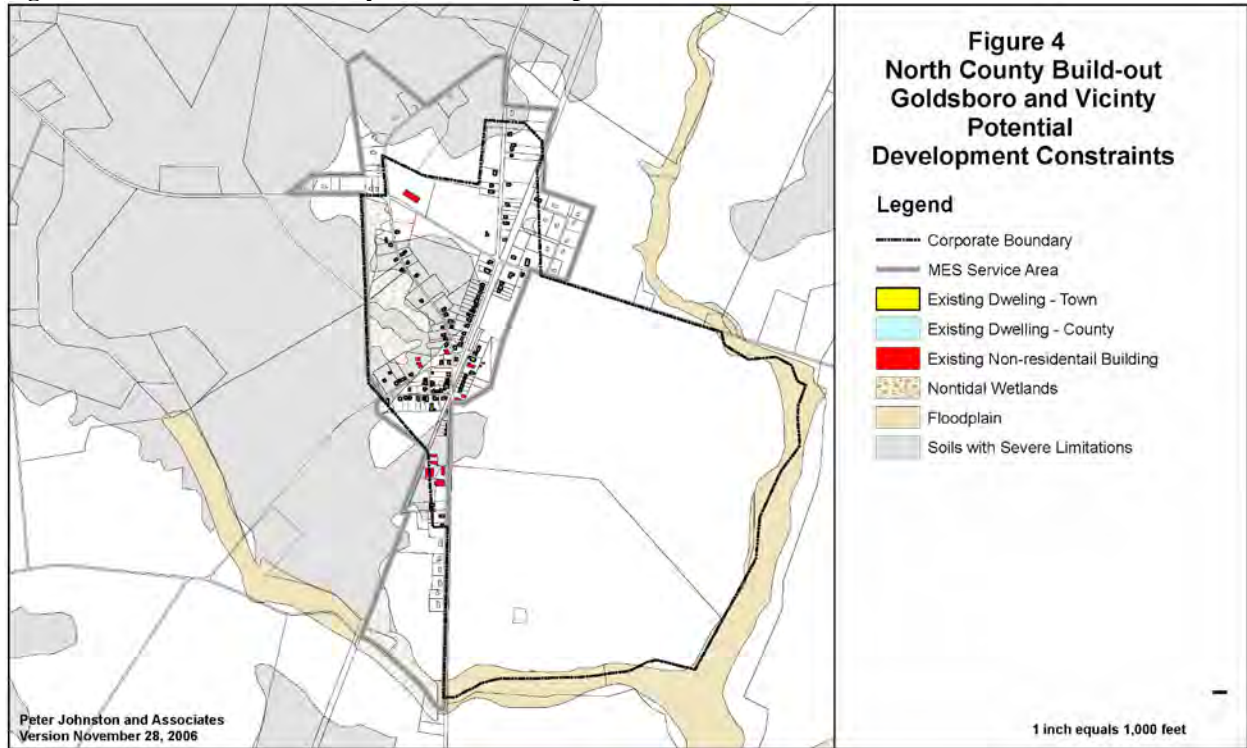 Figure 4
North County Build-out
Goldsboro and Vicinty
Potential
Development Constraints
Legend
Corporate Boundary
MES Service Area
Existing Dweling - Town
Existing Dwelling - County
Existing Non-residentail Building
Nontidal Wetlands
Floodplain
Soils with Severe Limitations
Peter Johnston and Associates
Version November 28, 2006
1 inch equals 1,000 feet